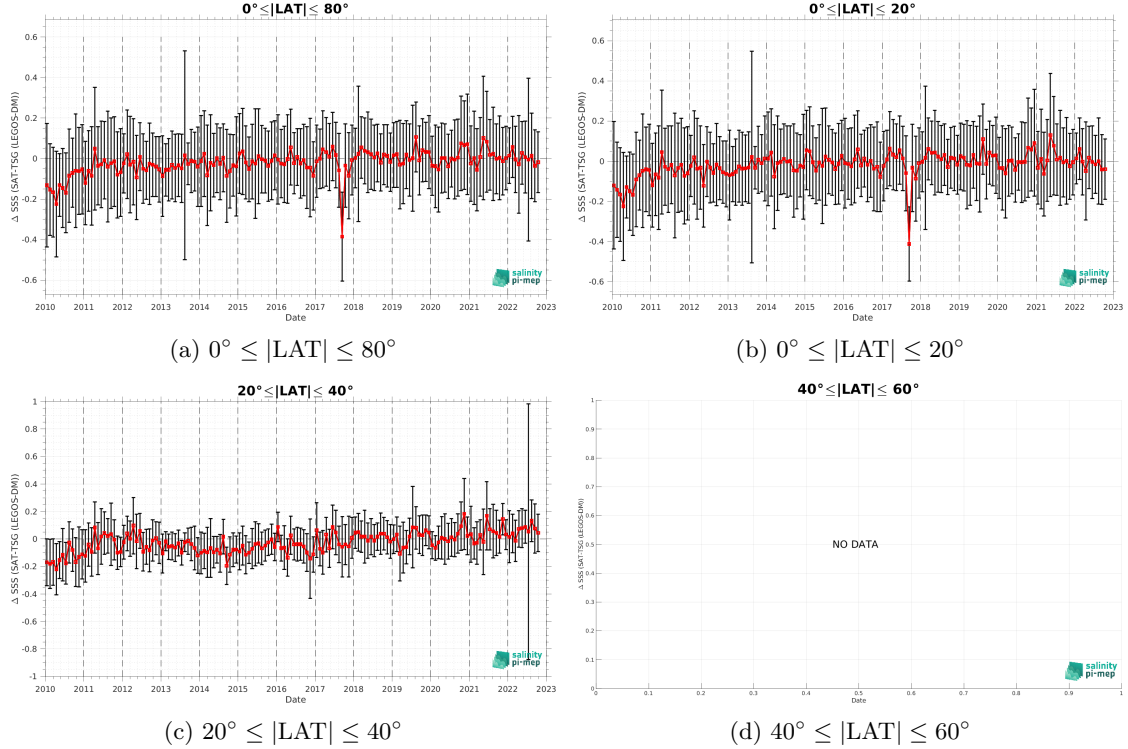 0°≤|LAT|≤ 80°
Δ SSS (SAT-TSG (LEGOS-DM))
0.6
0.4
0.2
0
-0.2
-0.4
-0.6
2010 2011 2012 2013 2014 2015 2016 2017 2018 2019 2020 2021 2022 2023
Date
salinity
pi-mep
(a) 0° ≤ |LAT| ≤ 80°
0°≤|LAT|≤ 20°
Δ SSS (SAT-TSG (LEGOS-DM))
0.6
0.4
0.2
0
-0.2
-0.4
-0.6
2010 2011 2012 2013 2014 2015 2016 2017 2018 2019 2020 2021 2022 2023
Date
salinity
pi-mep
(b) 0° ≤ |LAT| ≤ 20°
20°≤|LAT|≤ 40°
Δ SSS (SAT-TSG (LEGOS-DM))
1
0.8
0.6
0.4
0.2
0
-0.2
-0.4
-0.6
-0.8
-1
2010 2011 2012 2013 2014 2015 2016 2017 2018 2019 2020 2021 2022 2023
Date
salinity
pi-mep
(c) 20° ≤ |LAT| ≤ 40°
40°≤|LAT|≤ 60°
Δ SSS (SAT-TSG (LEGOS-DM))
1
0.9
0.8
0.7
0.6
0.5
0.4
0.3
0.2
0.1
0
NO DATA
0 0.1 0.2 0.3 0.4 0.5 0.6 0.7 0.8 0.9 1
Date
salinity
pi-mep
(d) 40° ≤ |LAT| ≤ 60°